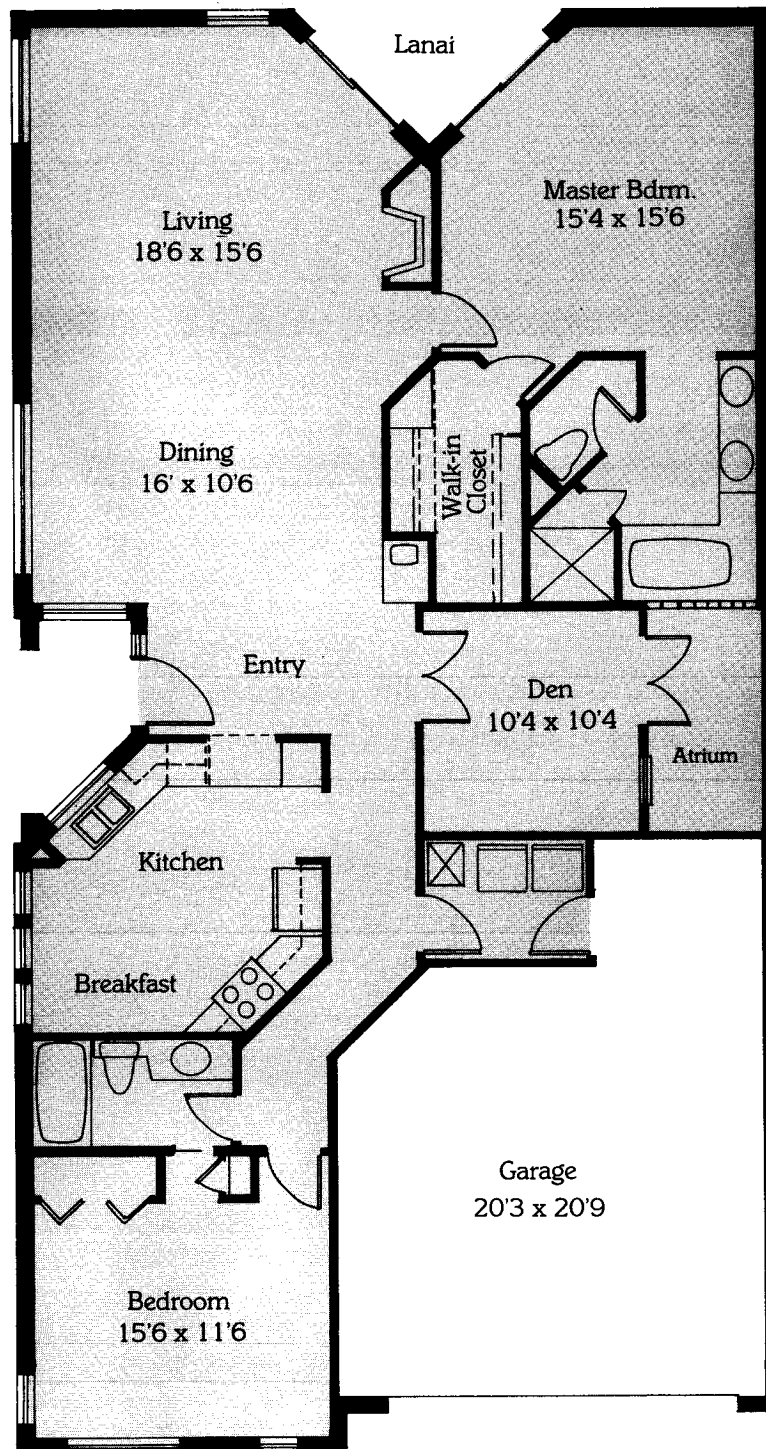 Lanai
Living
18'6 x 15'6
Master Bdrm.
15'4 x 15'6
Dining
16' x 10'6
Walk-in
Closet
Entry
Den
10'4 x 10'4
Atrium
Kitchen
Breakfast
Garage
20'3 x 20'9
Bedroom
15'6 x 11'6